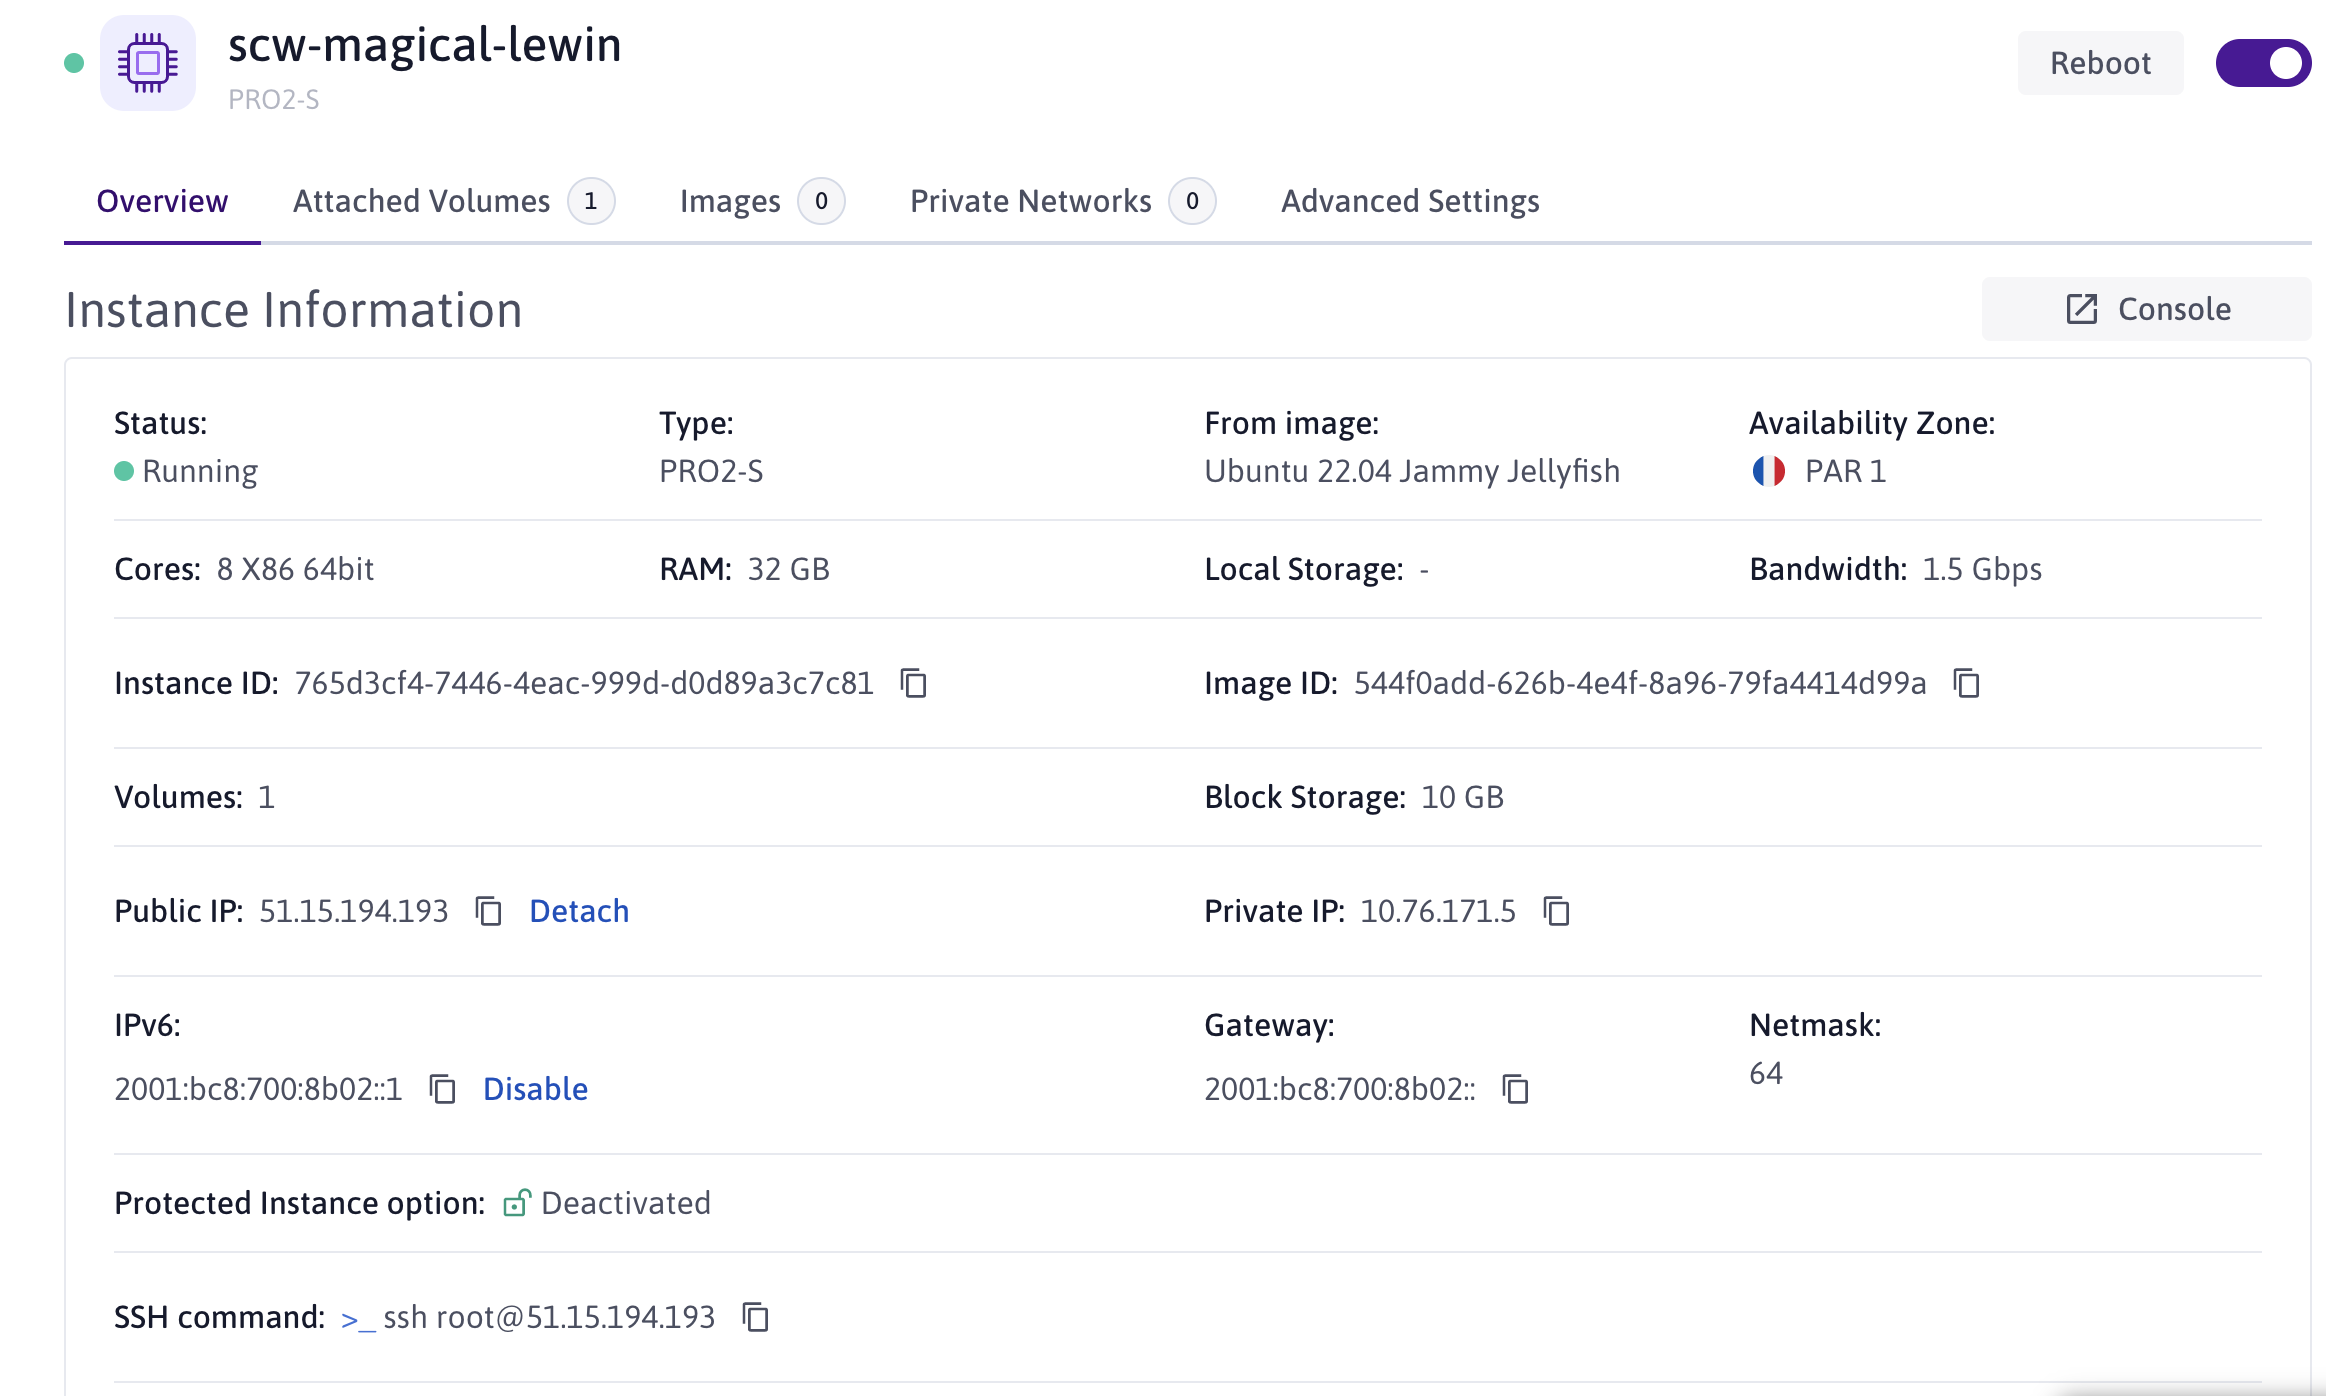 scw-magical-lewin
PRO2-S
Reboot
Overview Attached Volumes 1 Images 0 Private Networks 0 Advanced Settings
Instance Information
Console
Status: Type: From image: Availability Zone:
Running PRO2-S Ubuntu 22.04 Jammy Jellyfish PAR 1
Cores: 8 X86 64bit RAM: 32 GB Local Storage: - Bandwidth: 1.5 Gbps
Instance ID: 765d3cf4-7446-4eac-999d-d0d89a3c7c81 Image ID: 544f0add-626b-4e4f-8a96-79fa4414d99a
Volumes: 1 Block Storage: 10 GB
Public IP: 51.15.194.193 Detach Private IP: 10.76.171.5
IPv6: Gateway: Netmask:
2001:bc8:700:8b02::1 Disable 2001:bc8:700:8b02:: 64
Protected Instance option: Deactivated
SSH command: >_ ssh root@51.15.194.193